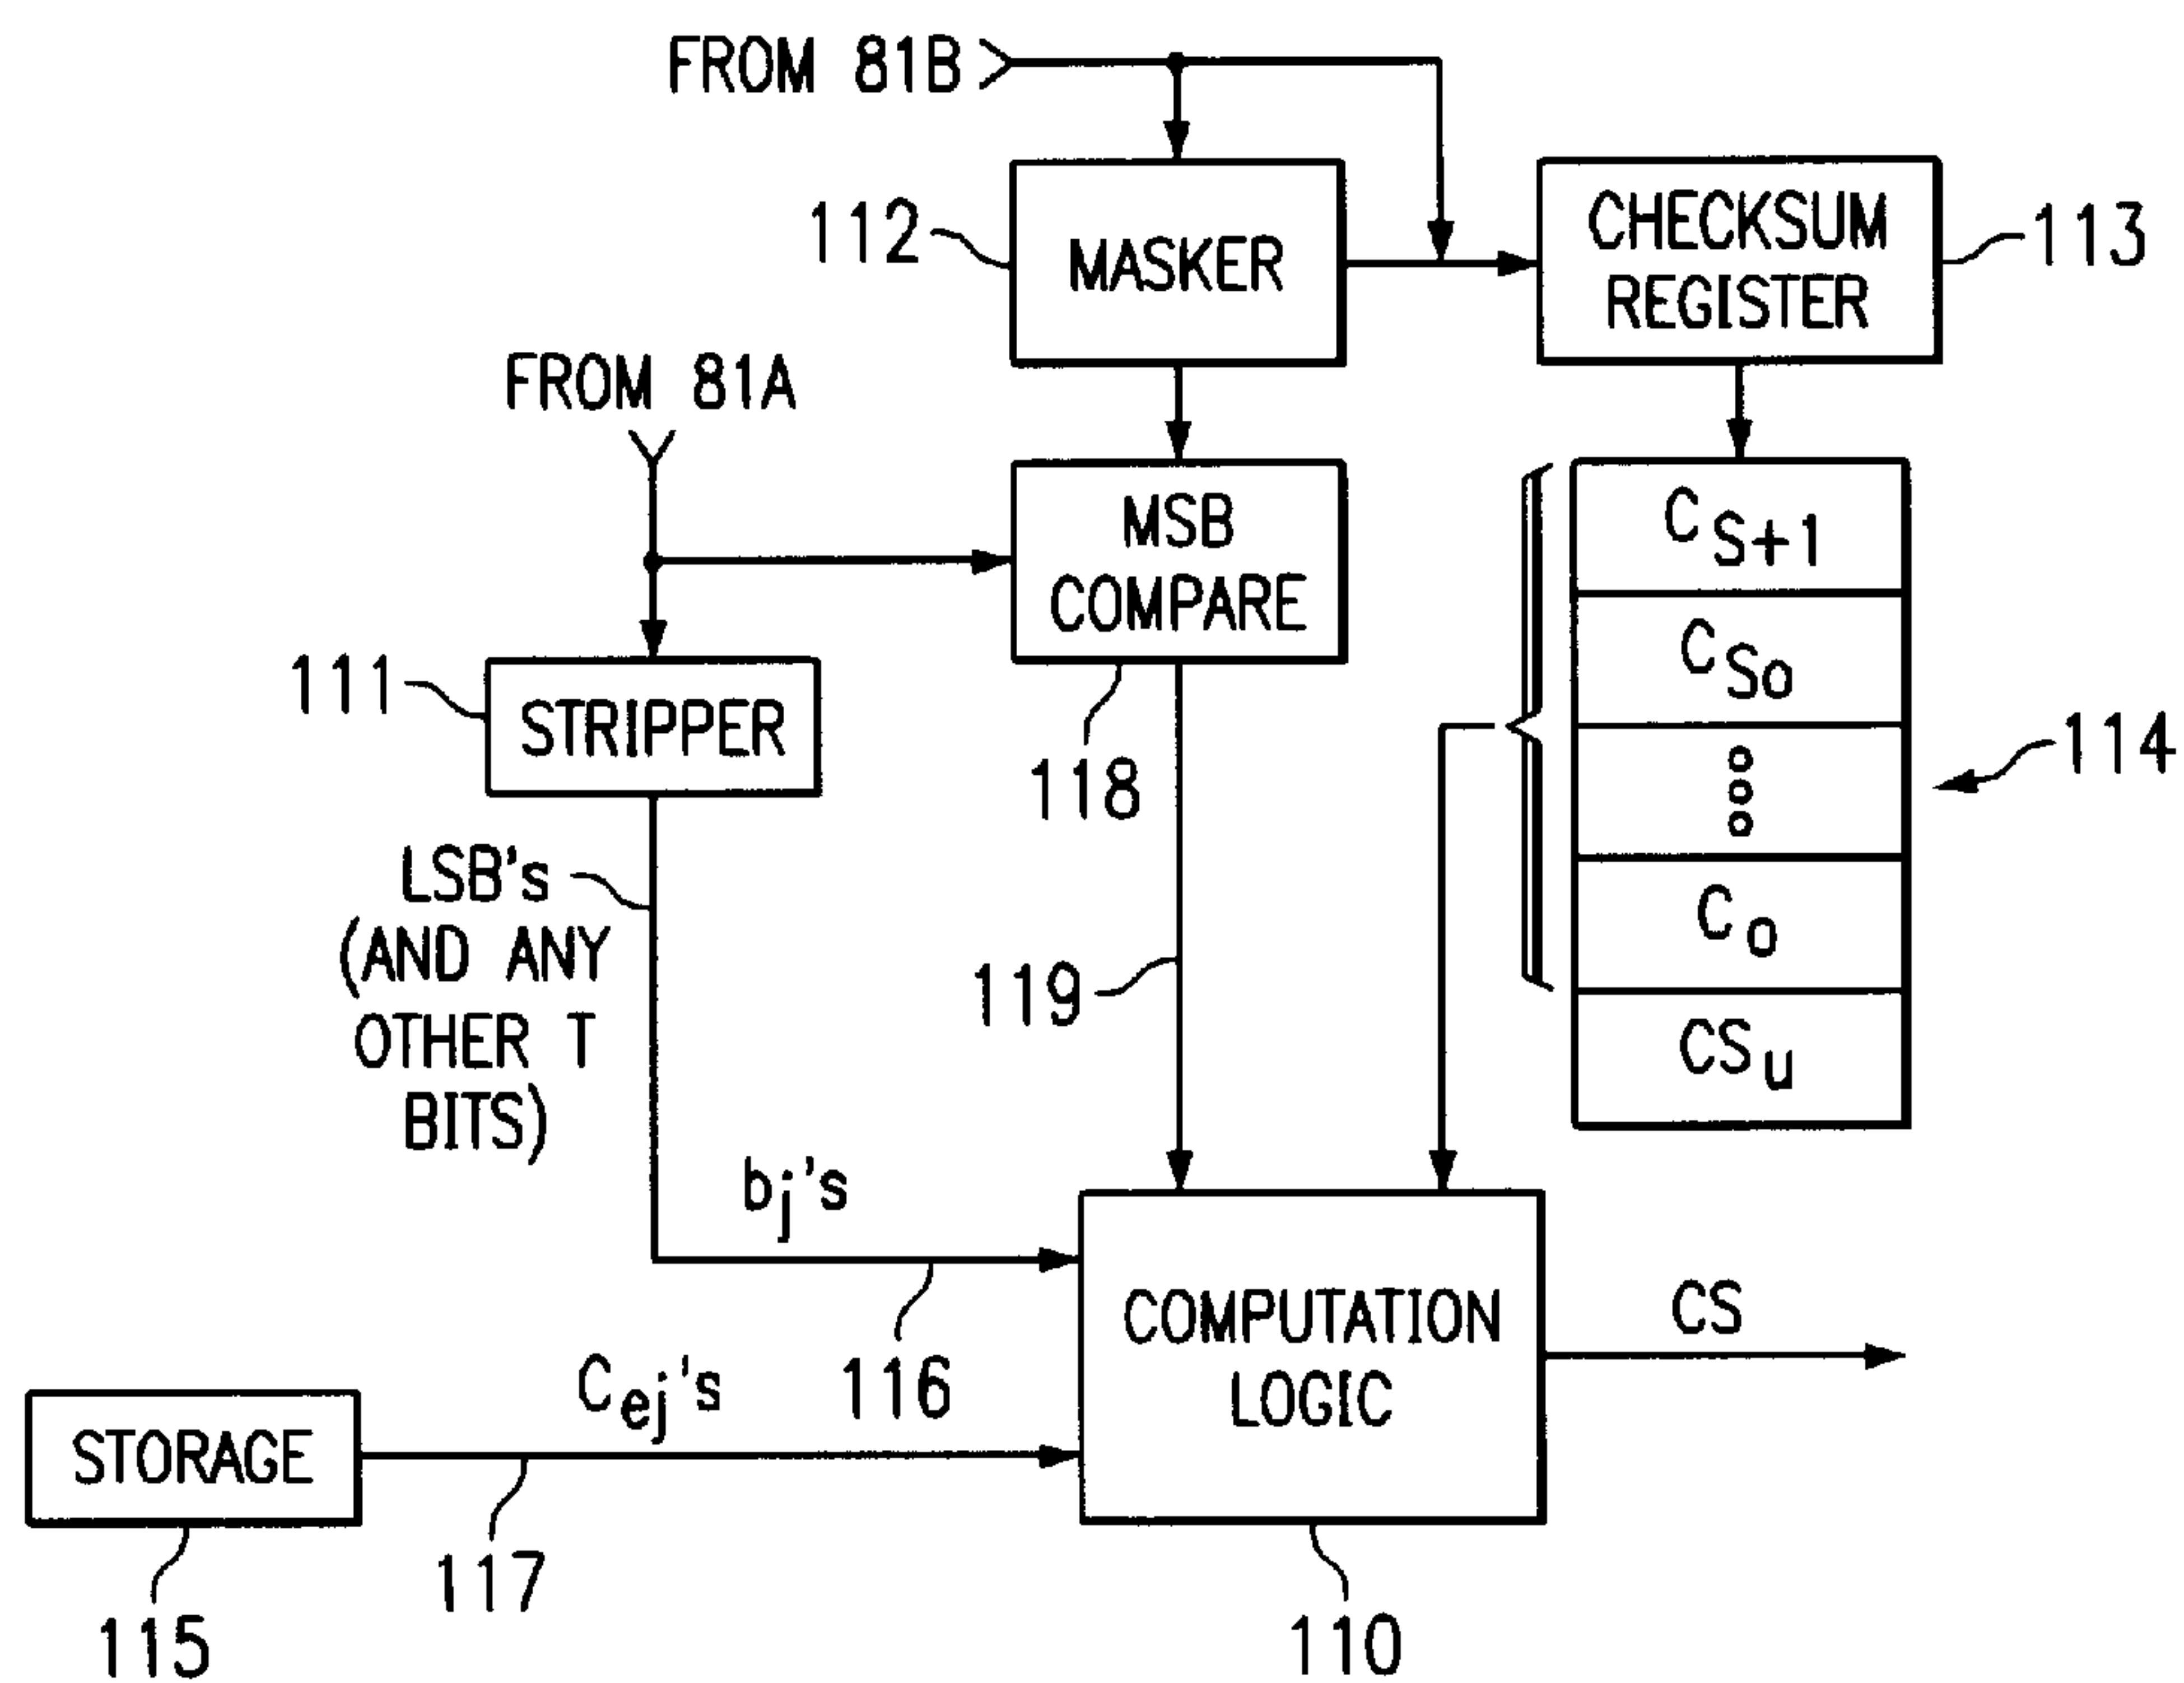 FROM 81B
112
MASKER
CHECKSUM
REGISTER
113
FROM 81A
MSB
COMPARE
C S+1
C So
111
STRIPPER
118
114
LSB's
(AND ANY
OTHER T
BITS)
119
C o
CS u
b j's
116
COMPUTATION
LOGIC
CS
C ej's
STORAGE
117
115
110